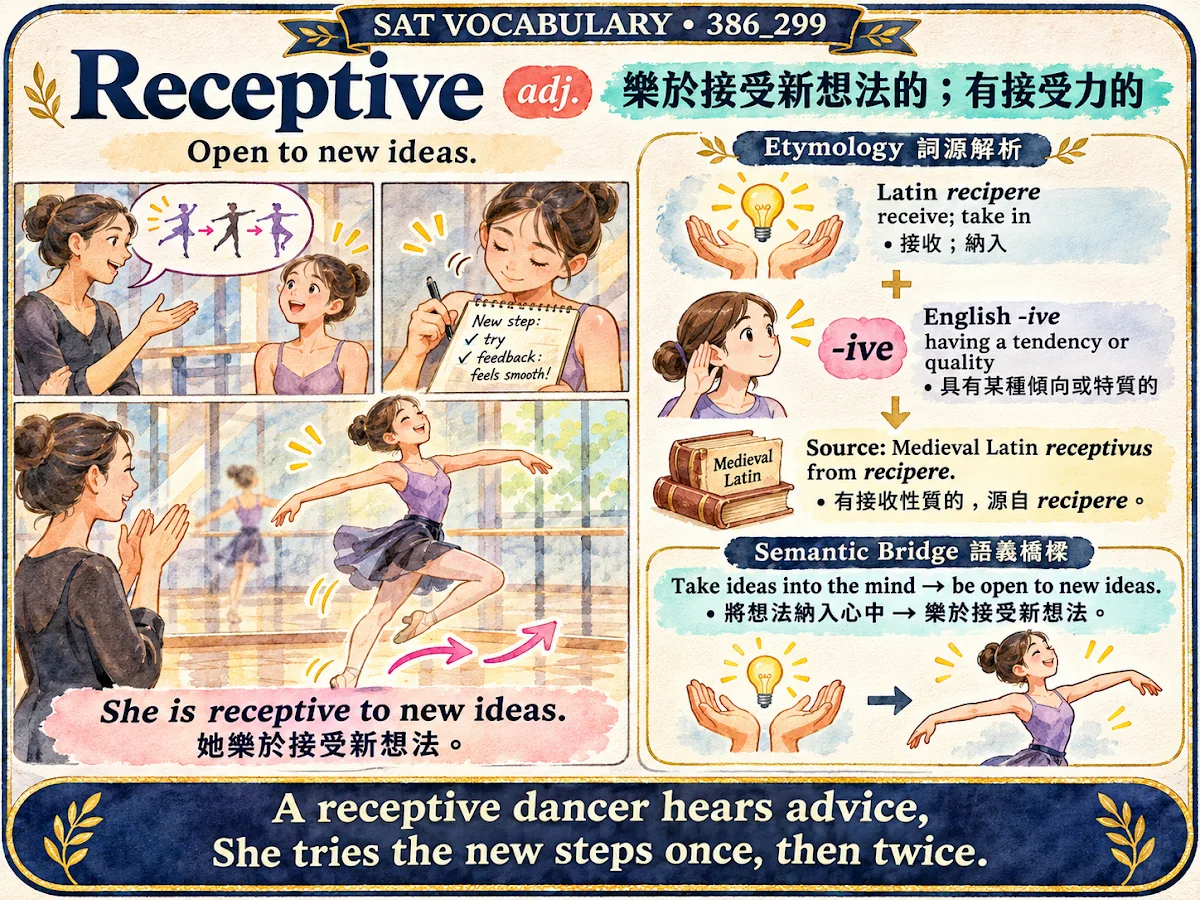 SAT VOCABULARY • 386_299
Receptive
adj.
樂於接受新想法的；有接受力的
Open to new ideas.
New step:
✓ try
✓ feedback:
feels smooth!
She is receptive to new ideas.
她樂於接受新想法。
Etymology 詞源解析
Latin recipere
receive; take in
• 接收；納入
+
-ive
English -ive
having a tendency or
quality
• 具有某種傾向或特質的
Medieval
Latin
Source: Medieval Latin receptivus
from recipere.
• 有接收性質的，源自 recipere。
Semantic Bridge 語義橋樑
Take ideas into the mind → be open to new ideas.
• 將想法納入心中 → 樂於接受新想法。
A receptive dancer hears advice,
She tries the new steps once, then twice.